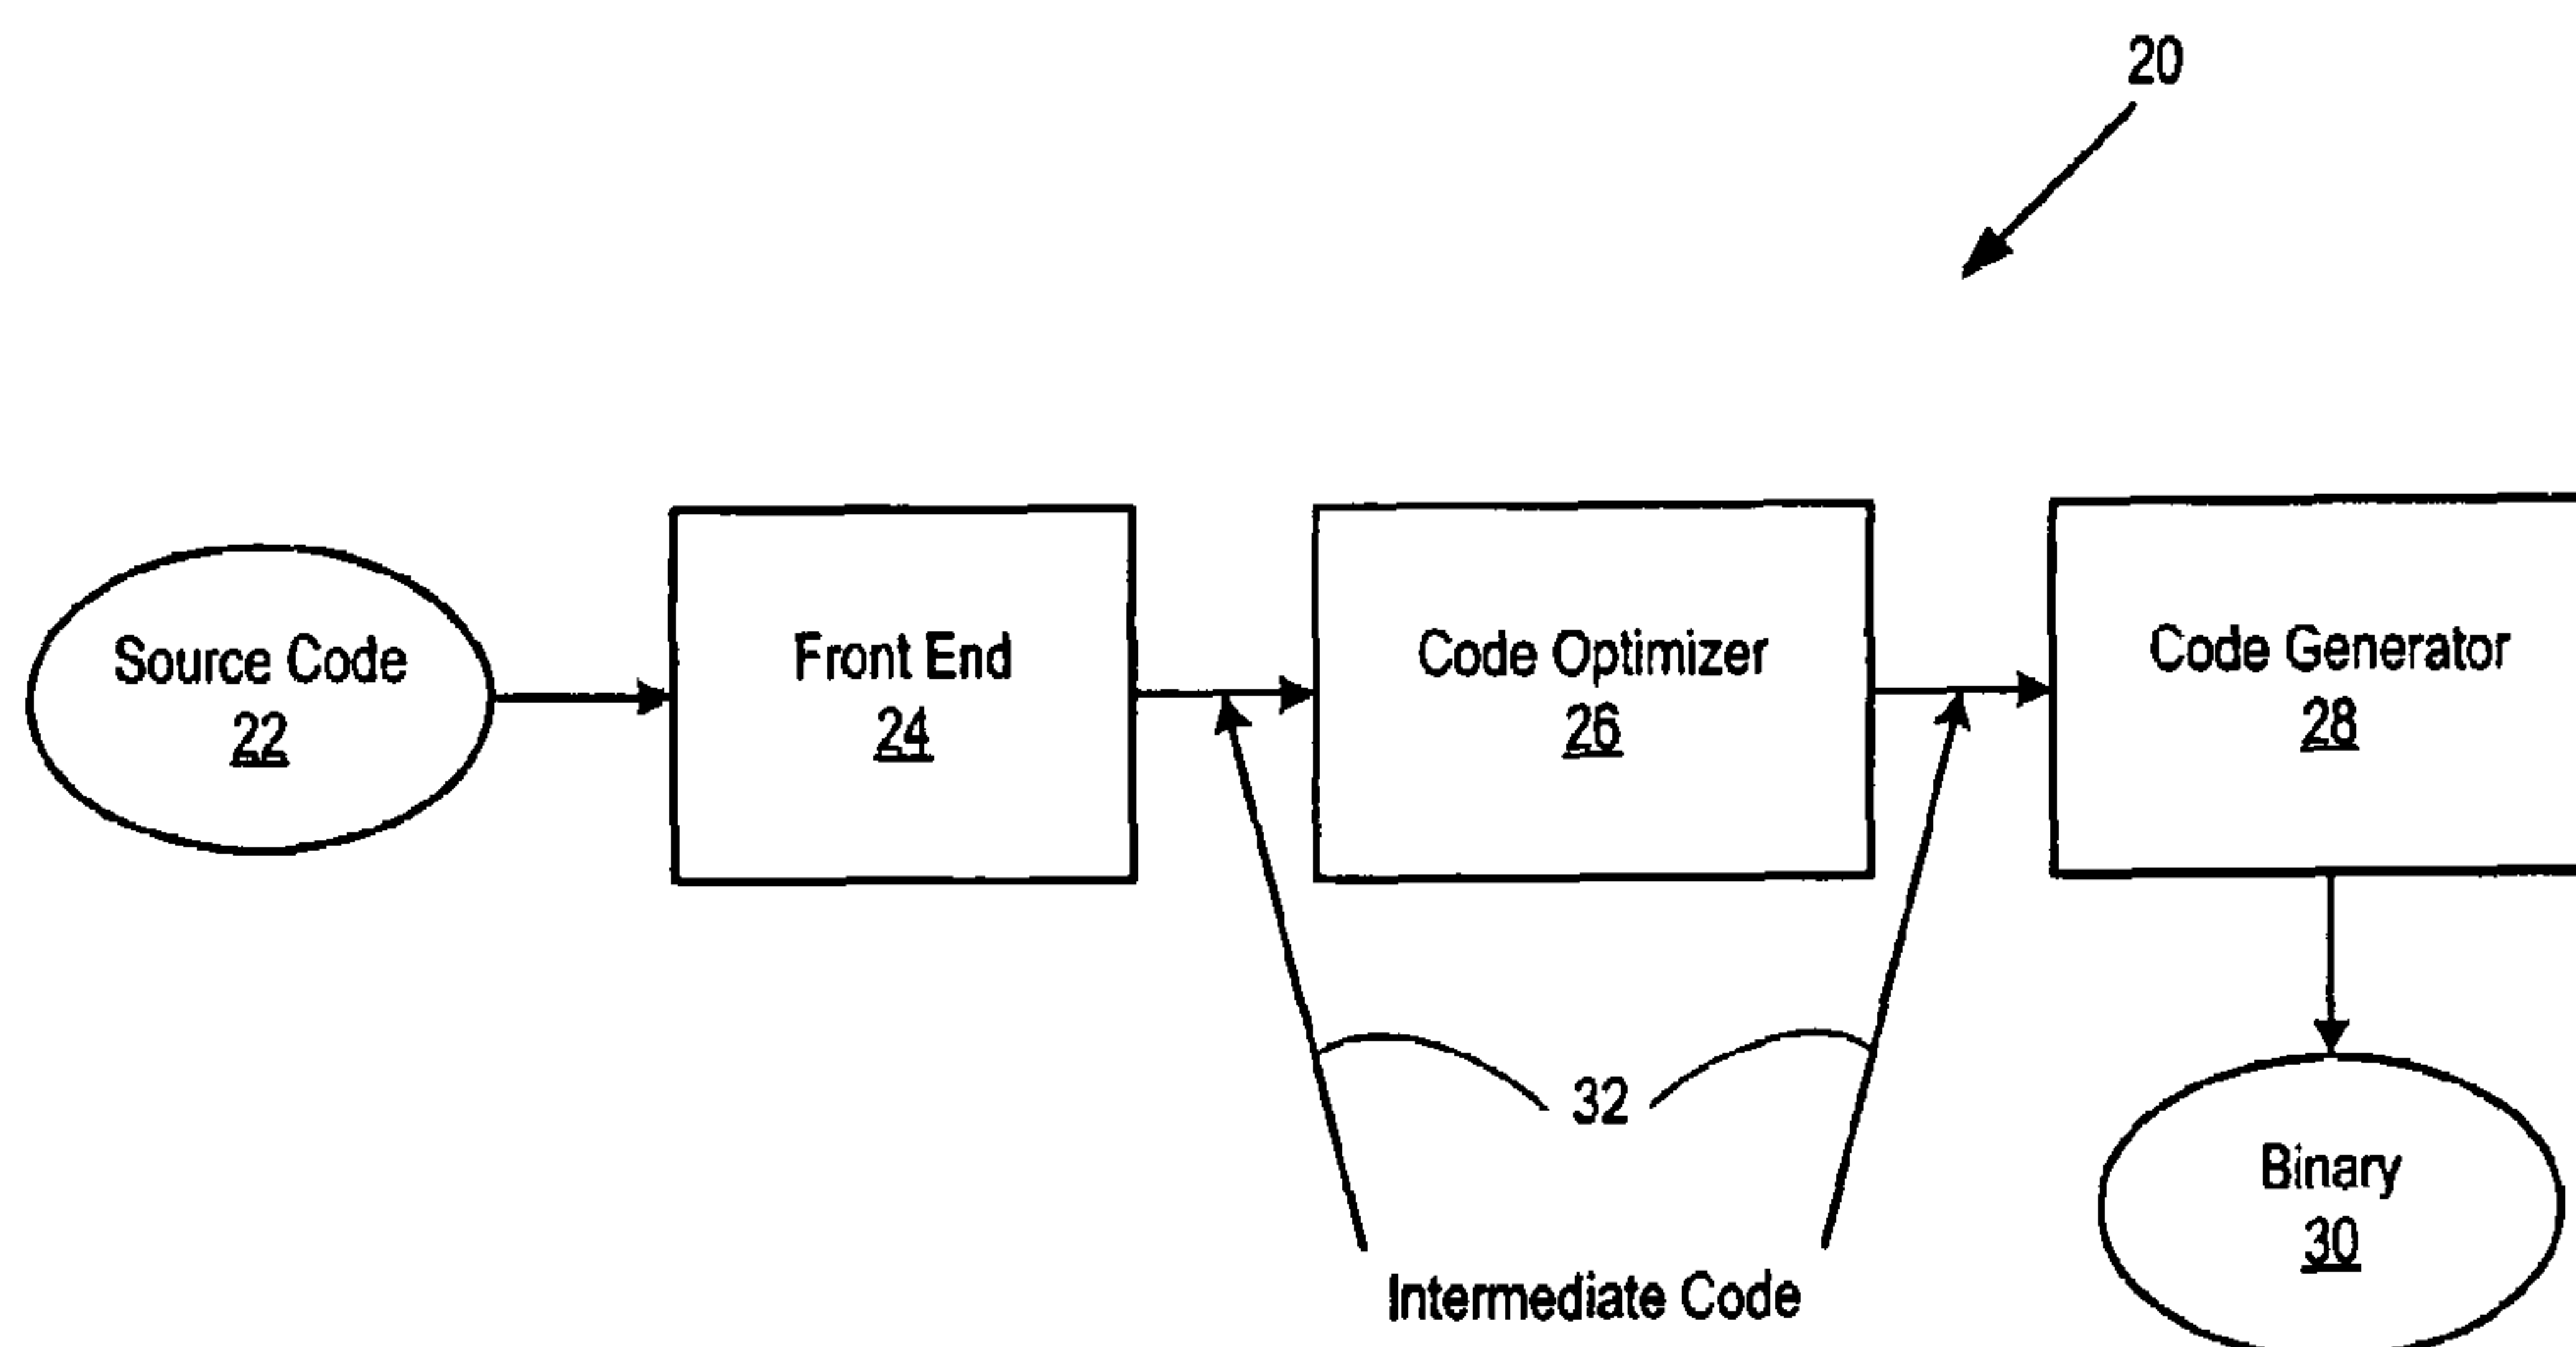 20
Source Code
22
Front End
24
Code Optimizer
26
Code Generator
28
32
Binary
30
Intermediate Code